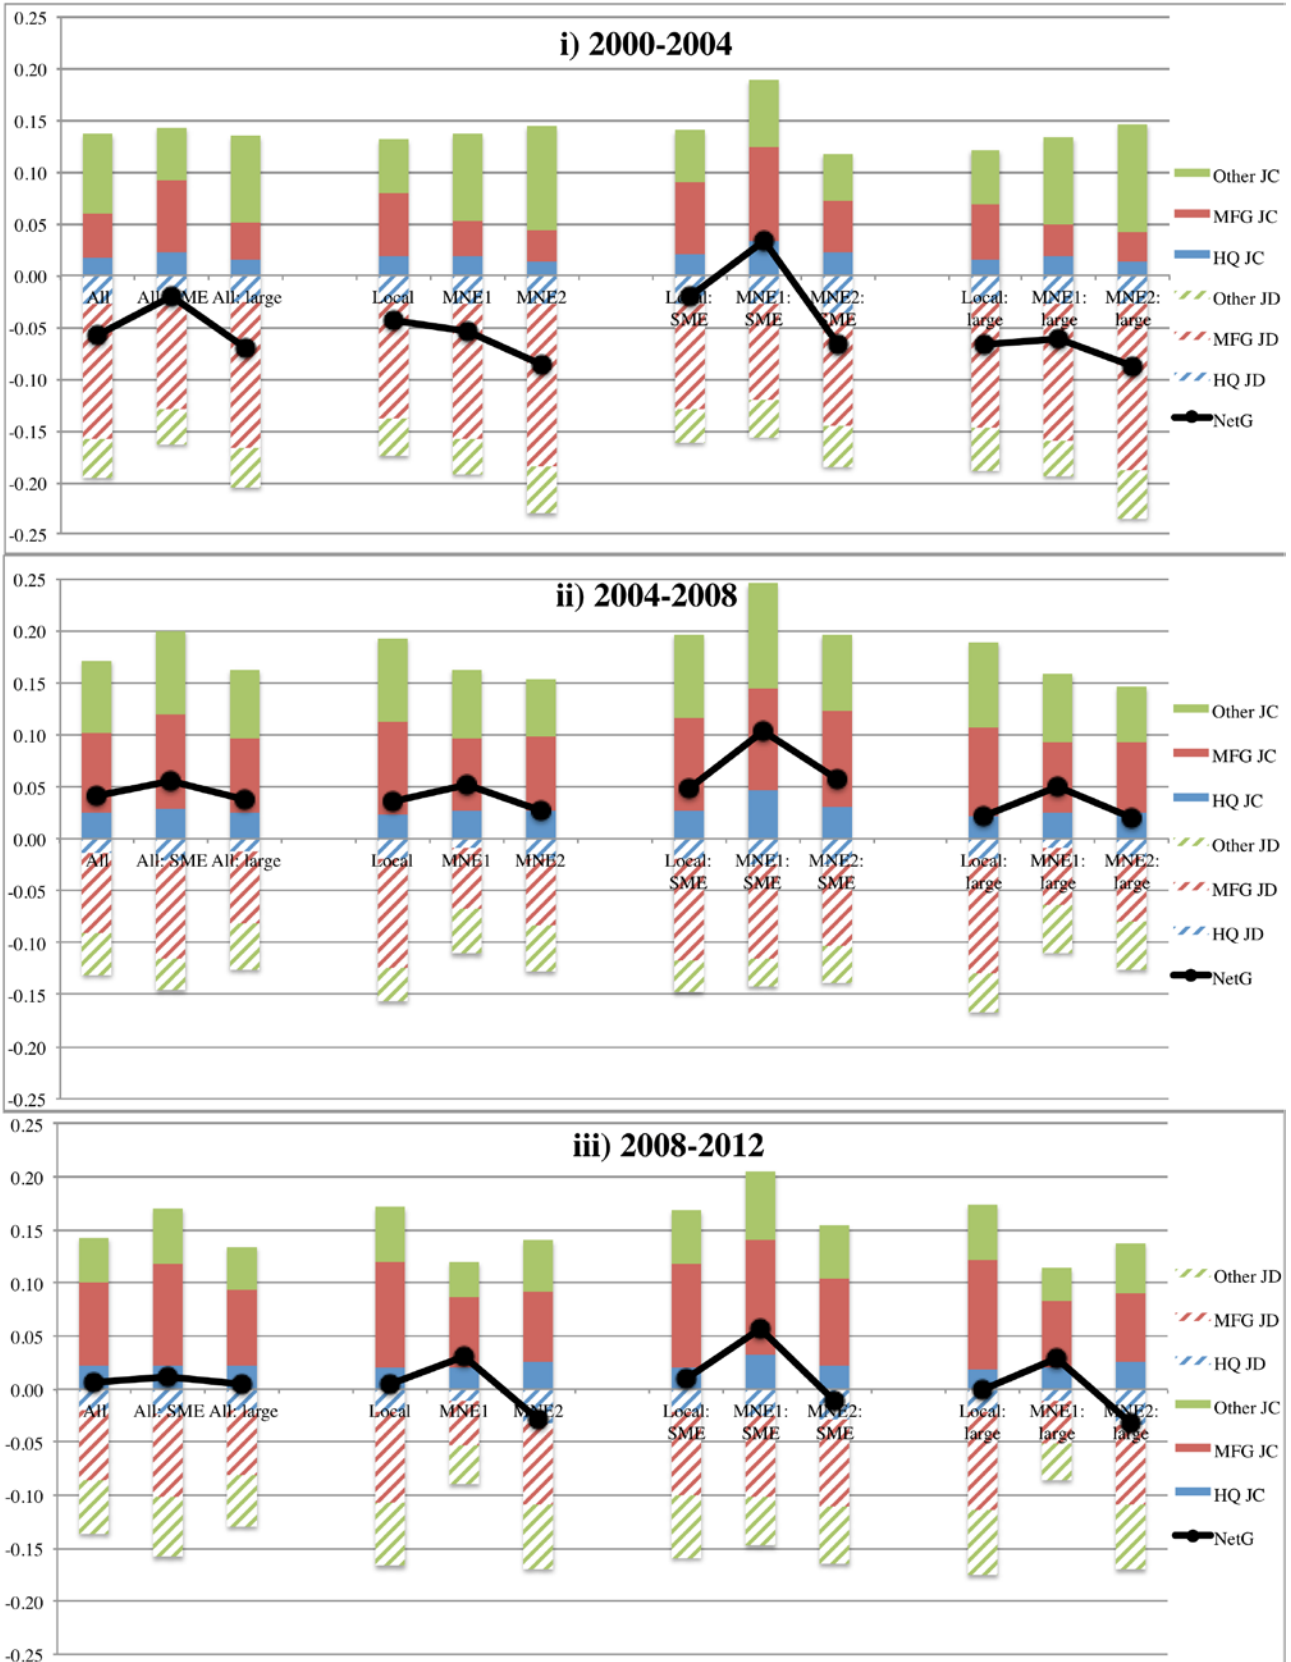 i) 2000-2004
0.25
0.20
0.15
0.10
0.05
0.00
-0.05
-0.10
-0.15
-0.20
-0.25
All
All: SME
All: large
Local
MNE1
MNE2
Local:
SME
MNE1:
SME
MNE2:
SME
Local:
large
MNE1:
large
MNE2:
large
Other JC
MFG JC
HQ JC
Other JD
MFG JD
HQ JD
NetG
ii) 2004-2008
0.25
0.20
0.15
0.10
0.05
0.00
-0.05
-0.10
-0.15
-0.20
-0.25
All
All: SME
All: large
Local
MNE1
MNE2
Local:
SME
MNE1:
SME
MNE2:
SME
Local:
large
MNE1:
large
MNE2:
large
Other JC
MFG JC
HQ JC
Other JD
MFG JD
HQ JD
NetG
iii) 2008-2012
0.25
0.20
0.15
0.10
0.05
0.00
-0.05
-0.10
-0.15
-0.20
-0.25
All
All: SME
All: large
Local
MNE1
MNE2
Local:
SME
MNE1:
SME
MNE2:
SME
Local:
large
MNE1:
large
MNE2:
large
Other JD
MFG JD
HQ JD
Other JC
MFG JC
HQ JC
NetG